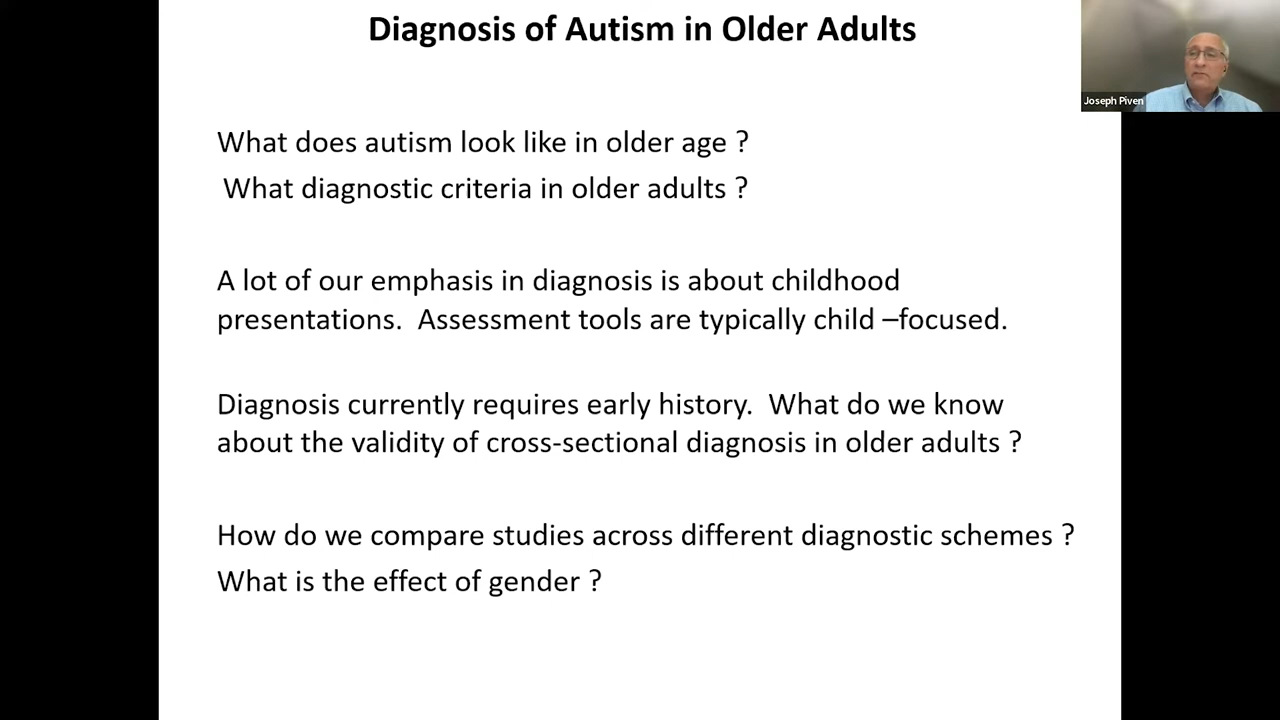 Diagnosis of Autism in Older Adults
Joseph Piven
What does autism look like in older age ?
What diagnostic criteria in older adults ?
A lot of our emphasis in diagnosis is about childhood
presentations.  Assessment tools are typically child –focused.
Diagnosis currently requires early history.  What do we know
about the validity of cross-sectional diagnosis in older adults ?
How do we compare studies across different diagnostic schemes ?
What is the effect of gender ?